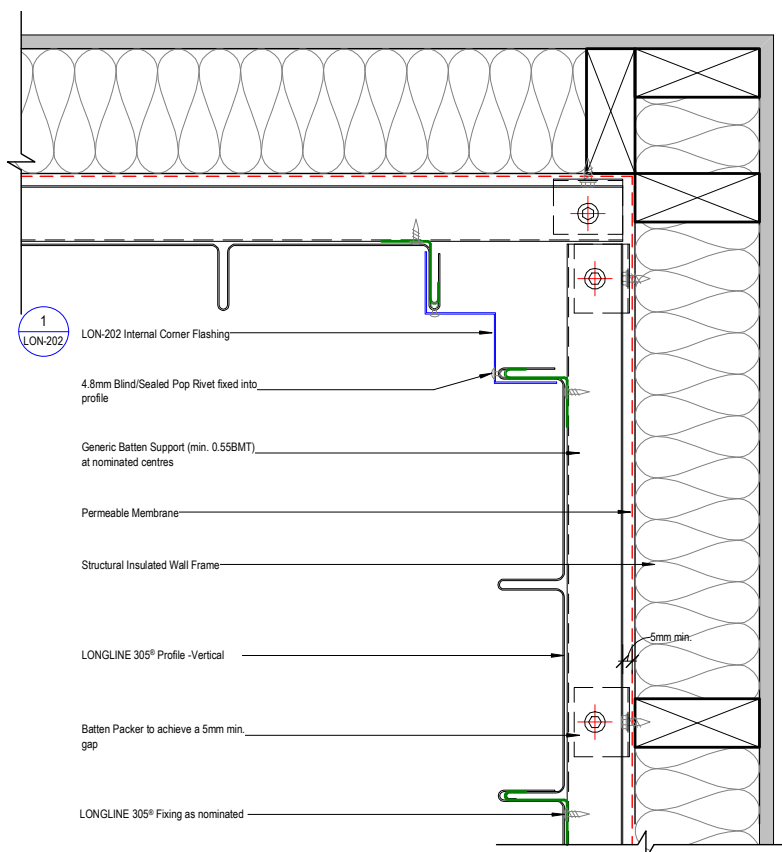 1
LON-202
LON-202 Internal Corner Flashing
4.8mm Blind/Sealed Pop Rivet fixed into
profile
Generic Batten Support (min. 0.55BMT)
at nominated centres
Permeable Membrane
Structural Insulated Wall Frame
5mm min.
LONGLINE 305® Profile -Vertical
Batten Packer to achieve a 5mm min.
gap
LONGLINE 305® Fixing as nominated